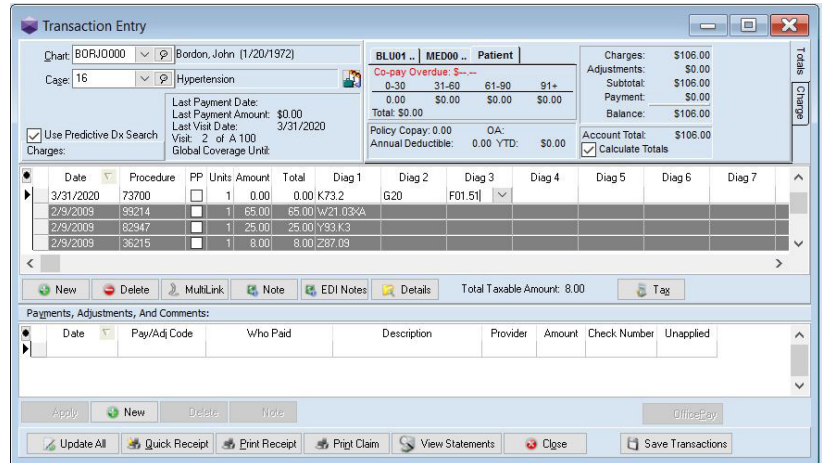 Transaction Entry
Chart: BORJ0000 Bordon, John (1/20/1972)
Case: 16 Hypertension
Last Payment Date:
Last Payment Amount: $0.00
Last Visit Date: 3/31/2020
Visit: 2 of A 100
Global Coverage Until:
Use Predictive Dx Search
Charges:
BLU01 .. MED00 .. Patient
Co-pay Overdue: $--.--
0-30 31-60 61-90 91+
0.00 $0.00 $0.00 $0.00
Total: $0.00
Policy Copay: 0.00 OA:
Annual Deductible: 0.00 YTD: $0.00
Charges: $106.00
Adjustments: $0.00
Subtotal: $106.00
Payment: $0.00
Balance: $106.00
Account Total: $106.00
Calculate Totals
Totals
Charge
Date Procedure PP Units Amount Total Diag 1 Diag 2 Diag 3 Diag 4 Diag 5 Diag 6 Diag 7
3/31/2020 73700 1 0.00 0.00 K73.2 G20 F01.51
2/9/2009 99214 1 65.00 65.00 W21.03XA
2/9/2009 82947 1 25.00 25.00 Y93.K3
2/9/2009 36215 1 8.00 8.00 Z87.09
New Delete MultiLink Note EDI Notes Details Total Taxable Amount: 8.00 Tax
Payments, Adjustments, And Comments:
Date Pay/Adj Code Who Paid Description Provider Amount Check Number Unapplied
Apply New Delete Note OfficePay
Update All Quick Receipt Print Receipt Print Claim View Statements Close Save Transactions